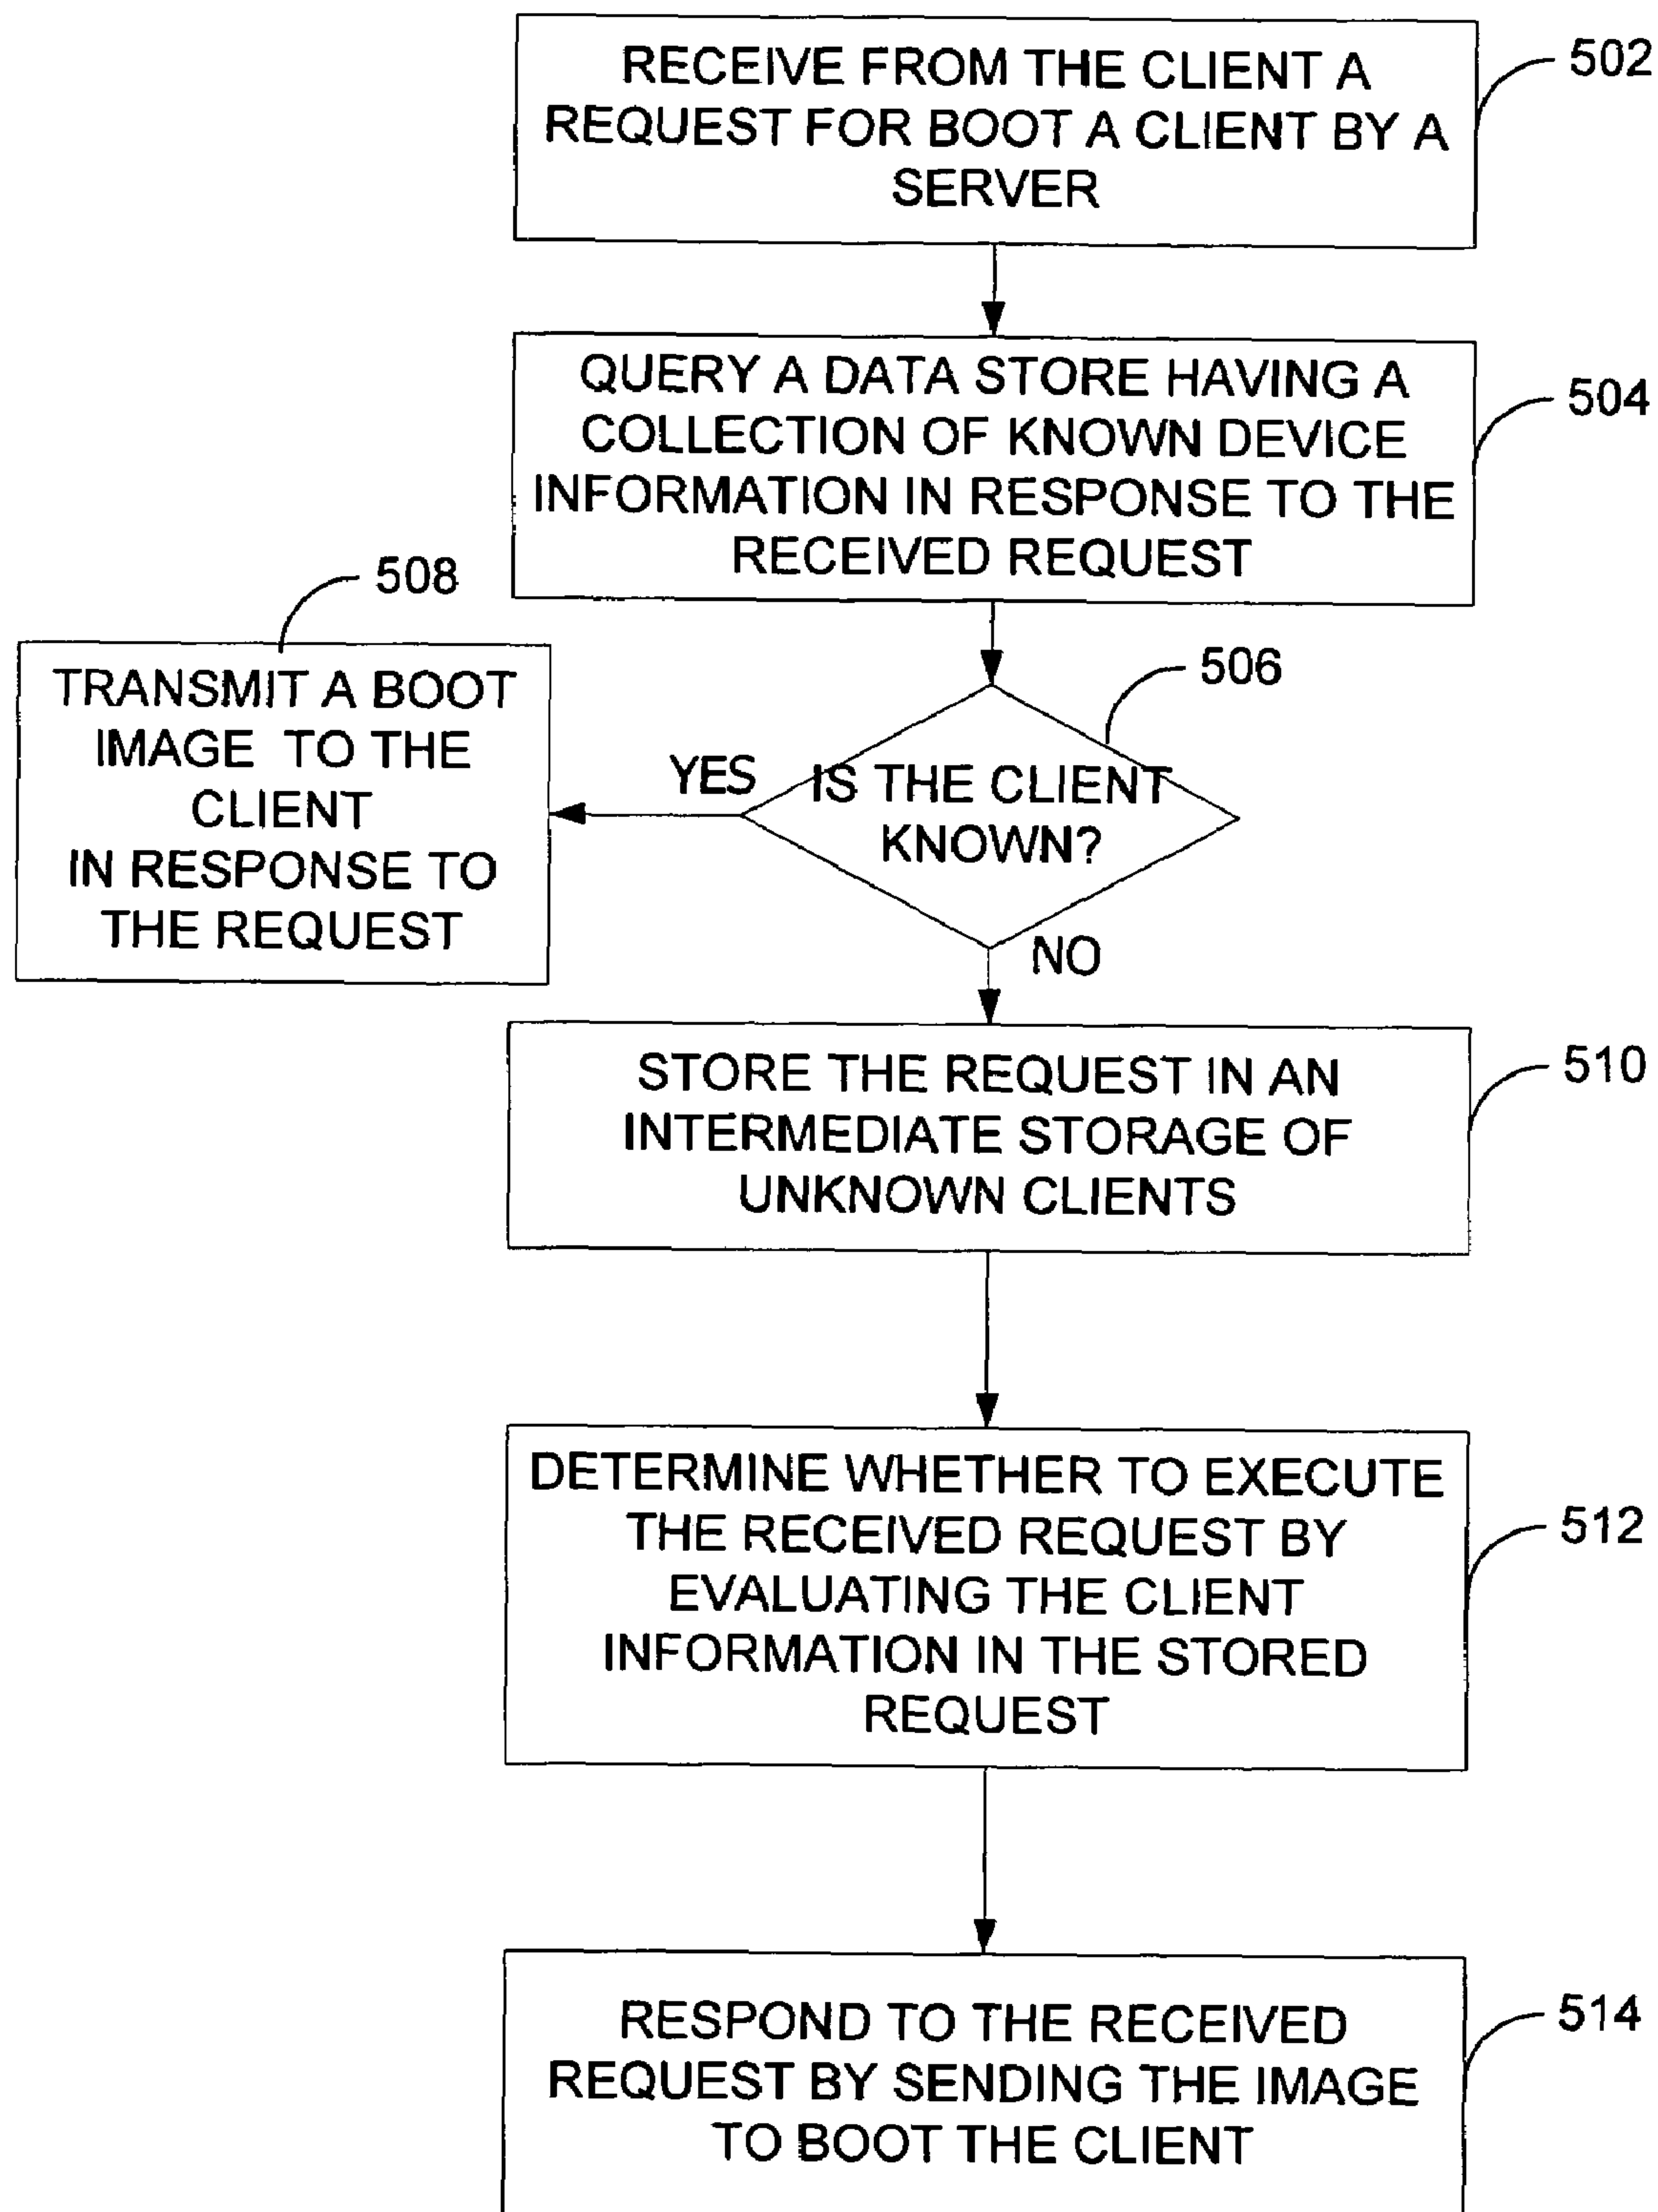 RECEIVE FROM THE CLIENT A
REQUEST FOR BOOT A CLIENT BY A
SERVER
502
QUERY A DATA STORE HAVING A
COLLECTION OF KNOWN DEVICE
INFORMATION IN RESPONSE TO THE
RECEIVED REQUEST
504
508
TRANSMIT A BOOT
IMAGE TO THE
CLIENT
IN RESPONSE TO
THE REQUEST
506
YES
IS THE CLIENT
KNOWN?
NO
STORE THE REQUEST IN AN
INTERMEDIATE STORAGE OF
UNKNOWN CLIENTS
510
DETERMINE WHETHER TO EXECUTE
THE RECEIVED REQUEST BY
EVALUATING THE CLIENT
INFORMATION IN THE STORED
REQUEST
512
RESPOND TO THE RECEIVED
REQUEST BY SENDING THE IMAGE
TO BOOT THE CLIENT
514